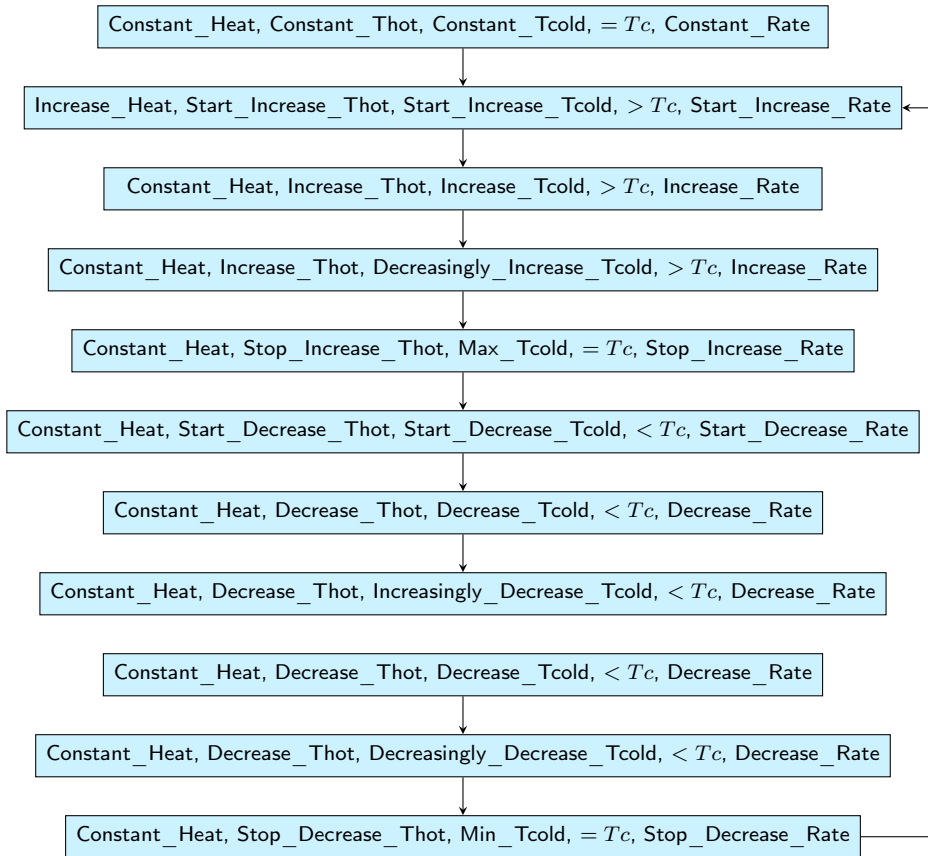 Constant_Heat, Constant_Thot, Constant_Tcold, = Tc, Constant_Rate
Increase_Heat, Start_Increase_Thot, Start_Increase_Tcold, > Tc, Start_Increase_Rate
Constant_Heat, Increase_Thot, Increase_Tcold, > Tc, Increase_Rate
Constant_Heat, Increase_Thot, Decreasingly_Increase_Tcold, > Tc, Increase_Rate
Constant_Heat, Stop_Increase_Thot, Max_Tcold, = Tc, Stop_Increase_Rate
Constant_Heat, Start_Decrease_Thot, Start_Decrease_Tcold, < Tc, Start_Decrease_Rate
Constant_Heat, Decrease_Thot, Decrease_Tcold, < Tc, Decrease_Rate
Constant_Heat, Decrease_Thot, Increasingly_Decrease_Tcold, < Tc, Decrease_Rate
Constant_Heat, Decrease_Thot, Decrease_Tcold, < Tc, Decrease_Rate
Constant_Heat, Decrease_Thot, Decreasingly_Decrease_Tcold, < Tc, Decrease_Rate
Constant_Heat, Stop_Decrease_Thot, Min_Tcold, = Tc, Stop_Decrease_Rate